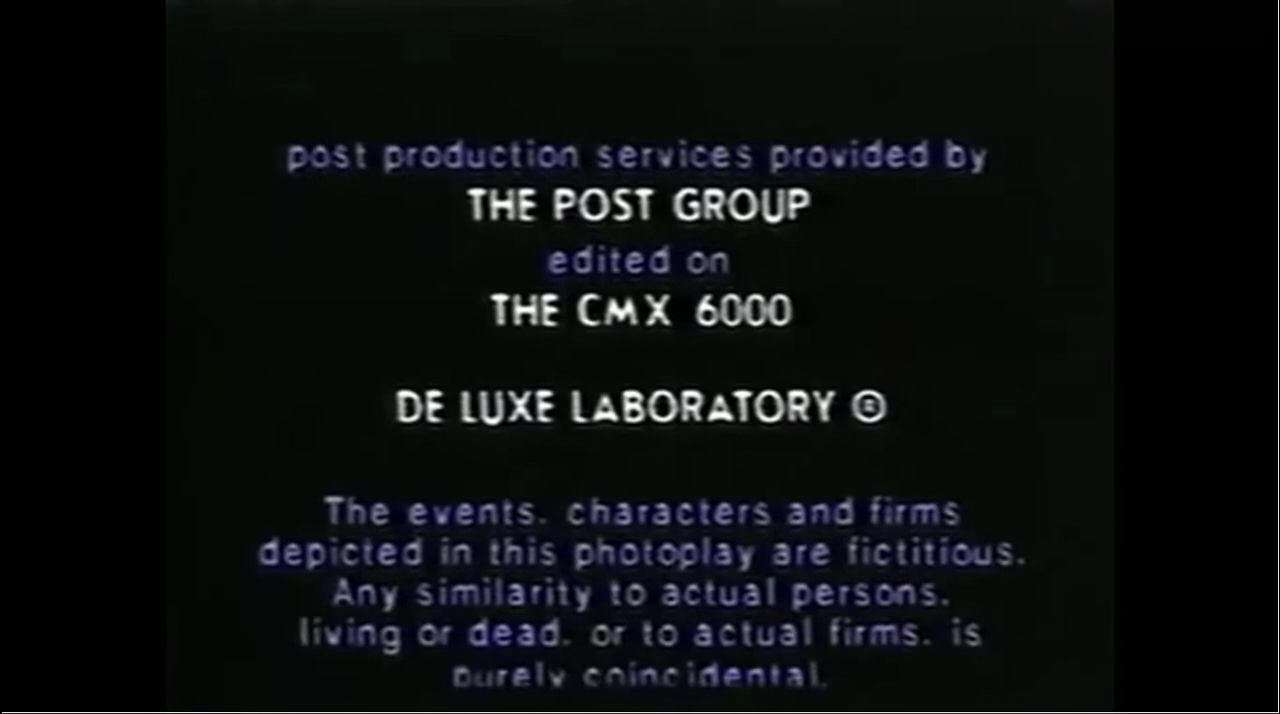 post production services provided by
THE POST GROUP
edited on
THE CMX 6000
DE LUXE LABORATORY ®
The events. characters and firms
depicted in this photoplay are fictitious.
Any similarity to actual persons.
living or dead. or to actual firms. is
purely coincidental.